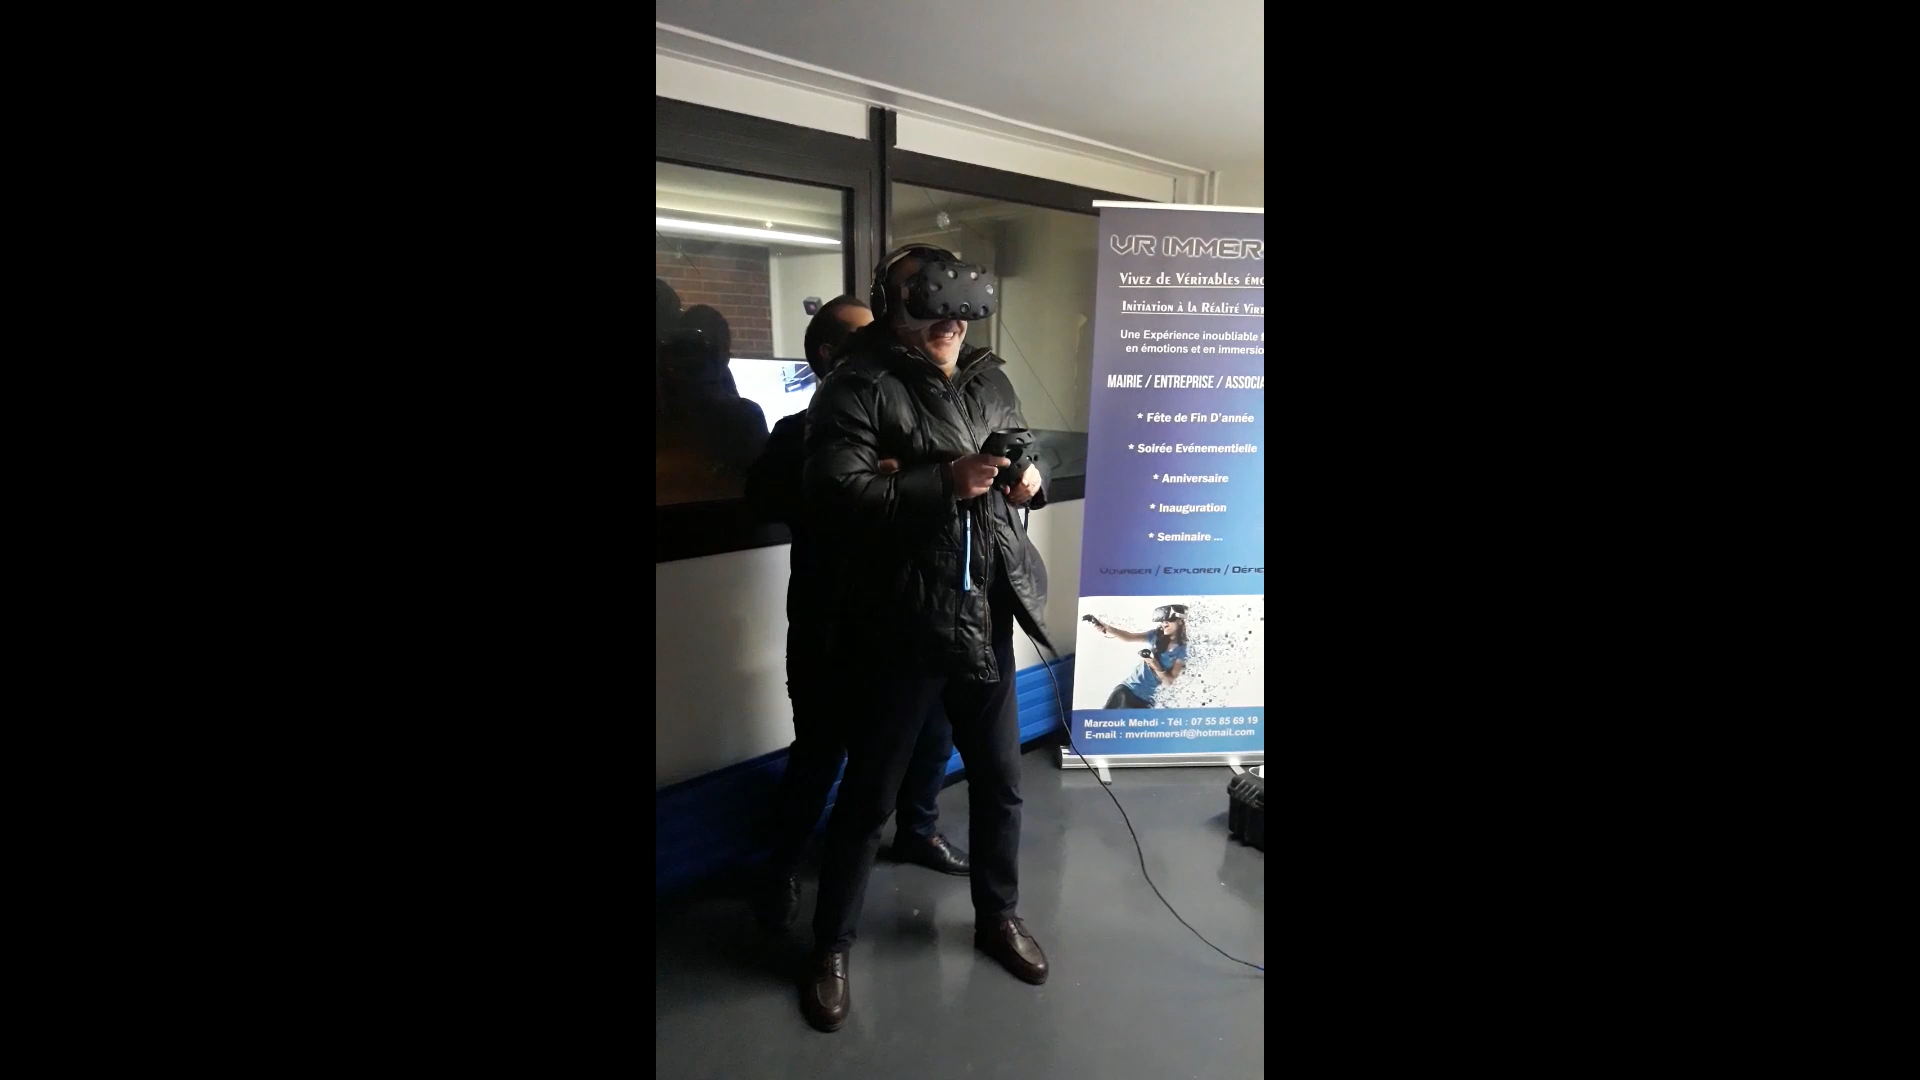 VR IMMER
Vivez de Véritables émo
Initiation à la Réalité Virt
Une Expérience inoubliable
en émotions et en immersio
MAIRIE / ENTREPRISE / ASSOCIA
* Fête de Fin D'année
* Soirée Evénementielle
* Anniversaire
* Inauguration
* Seminaire ...
Voyager / Explorer / Défie
Marzouk Mehdi - Tél : 07 55 85 69 19
E-mail : mvrimmersif@hotmail.com